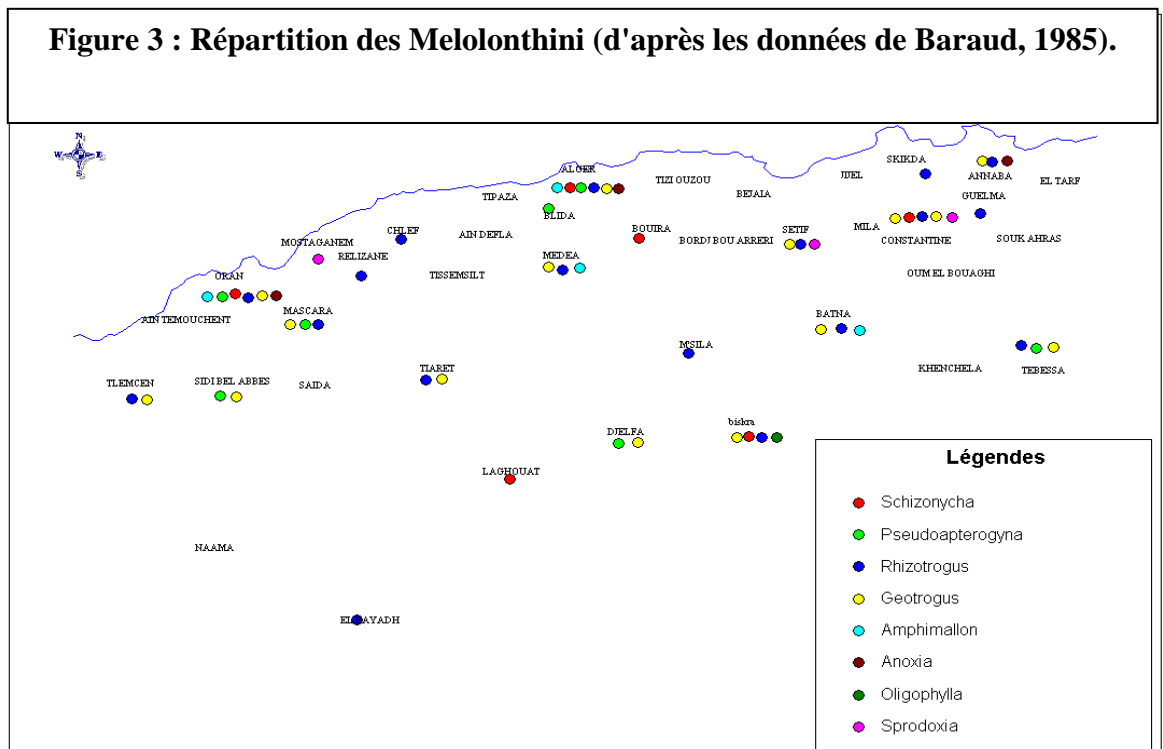 Figure 3 : Répartition des Melolonthini (d'après les données de Baraud, 1985).
N
W E
S
ALGER
TIZI OUZOU
BEJAIA
JIJEL
SKIKDA
ANNABA
EL TARF
TIPAZA
BLIDA
GUELMA
CHLEF
AIN DEFLA
BOUIRA
BORDJ BOU ARRERI
SETIF
MILA
CONSTANTINE
SOUK AHRAS
MOSTAGANEM
RELIZANE
MEDEA
TISSEMSILT
OUM EL BOUAGHI
ORAN
MASCARA
AIN TEMOUCHENT
BATNA
M'SILA
TLEMCEN
SIDI BEL ABBES
SAIDA
TIARET
KHENCHELA
TEBESSA
DJELFA
biskra
LAGHOUAT
NAAMA
Légendes
Schizonycha
Pseudoapterogyna
Rhizotrogus
Geotrogus
Amphimallon
Anoxia
Oligophylla
Sprodoxia